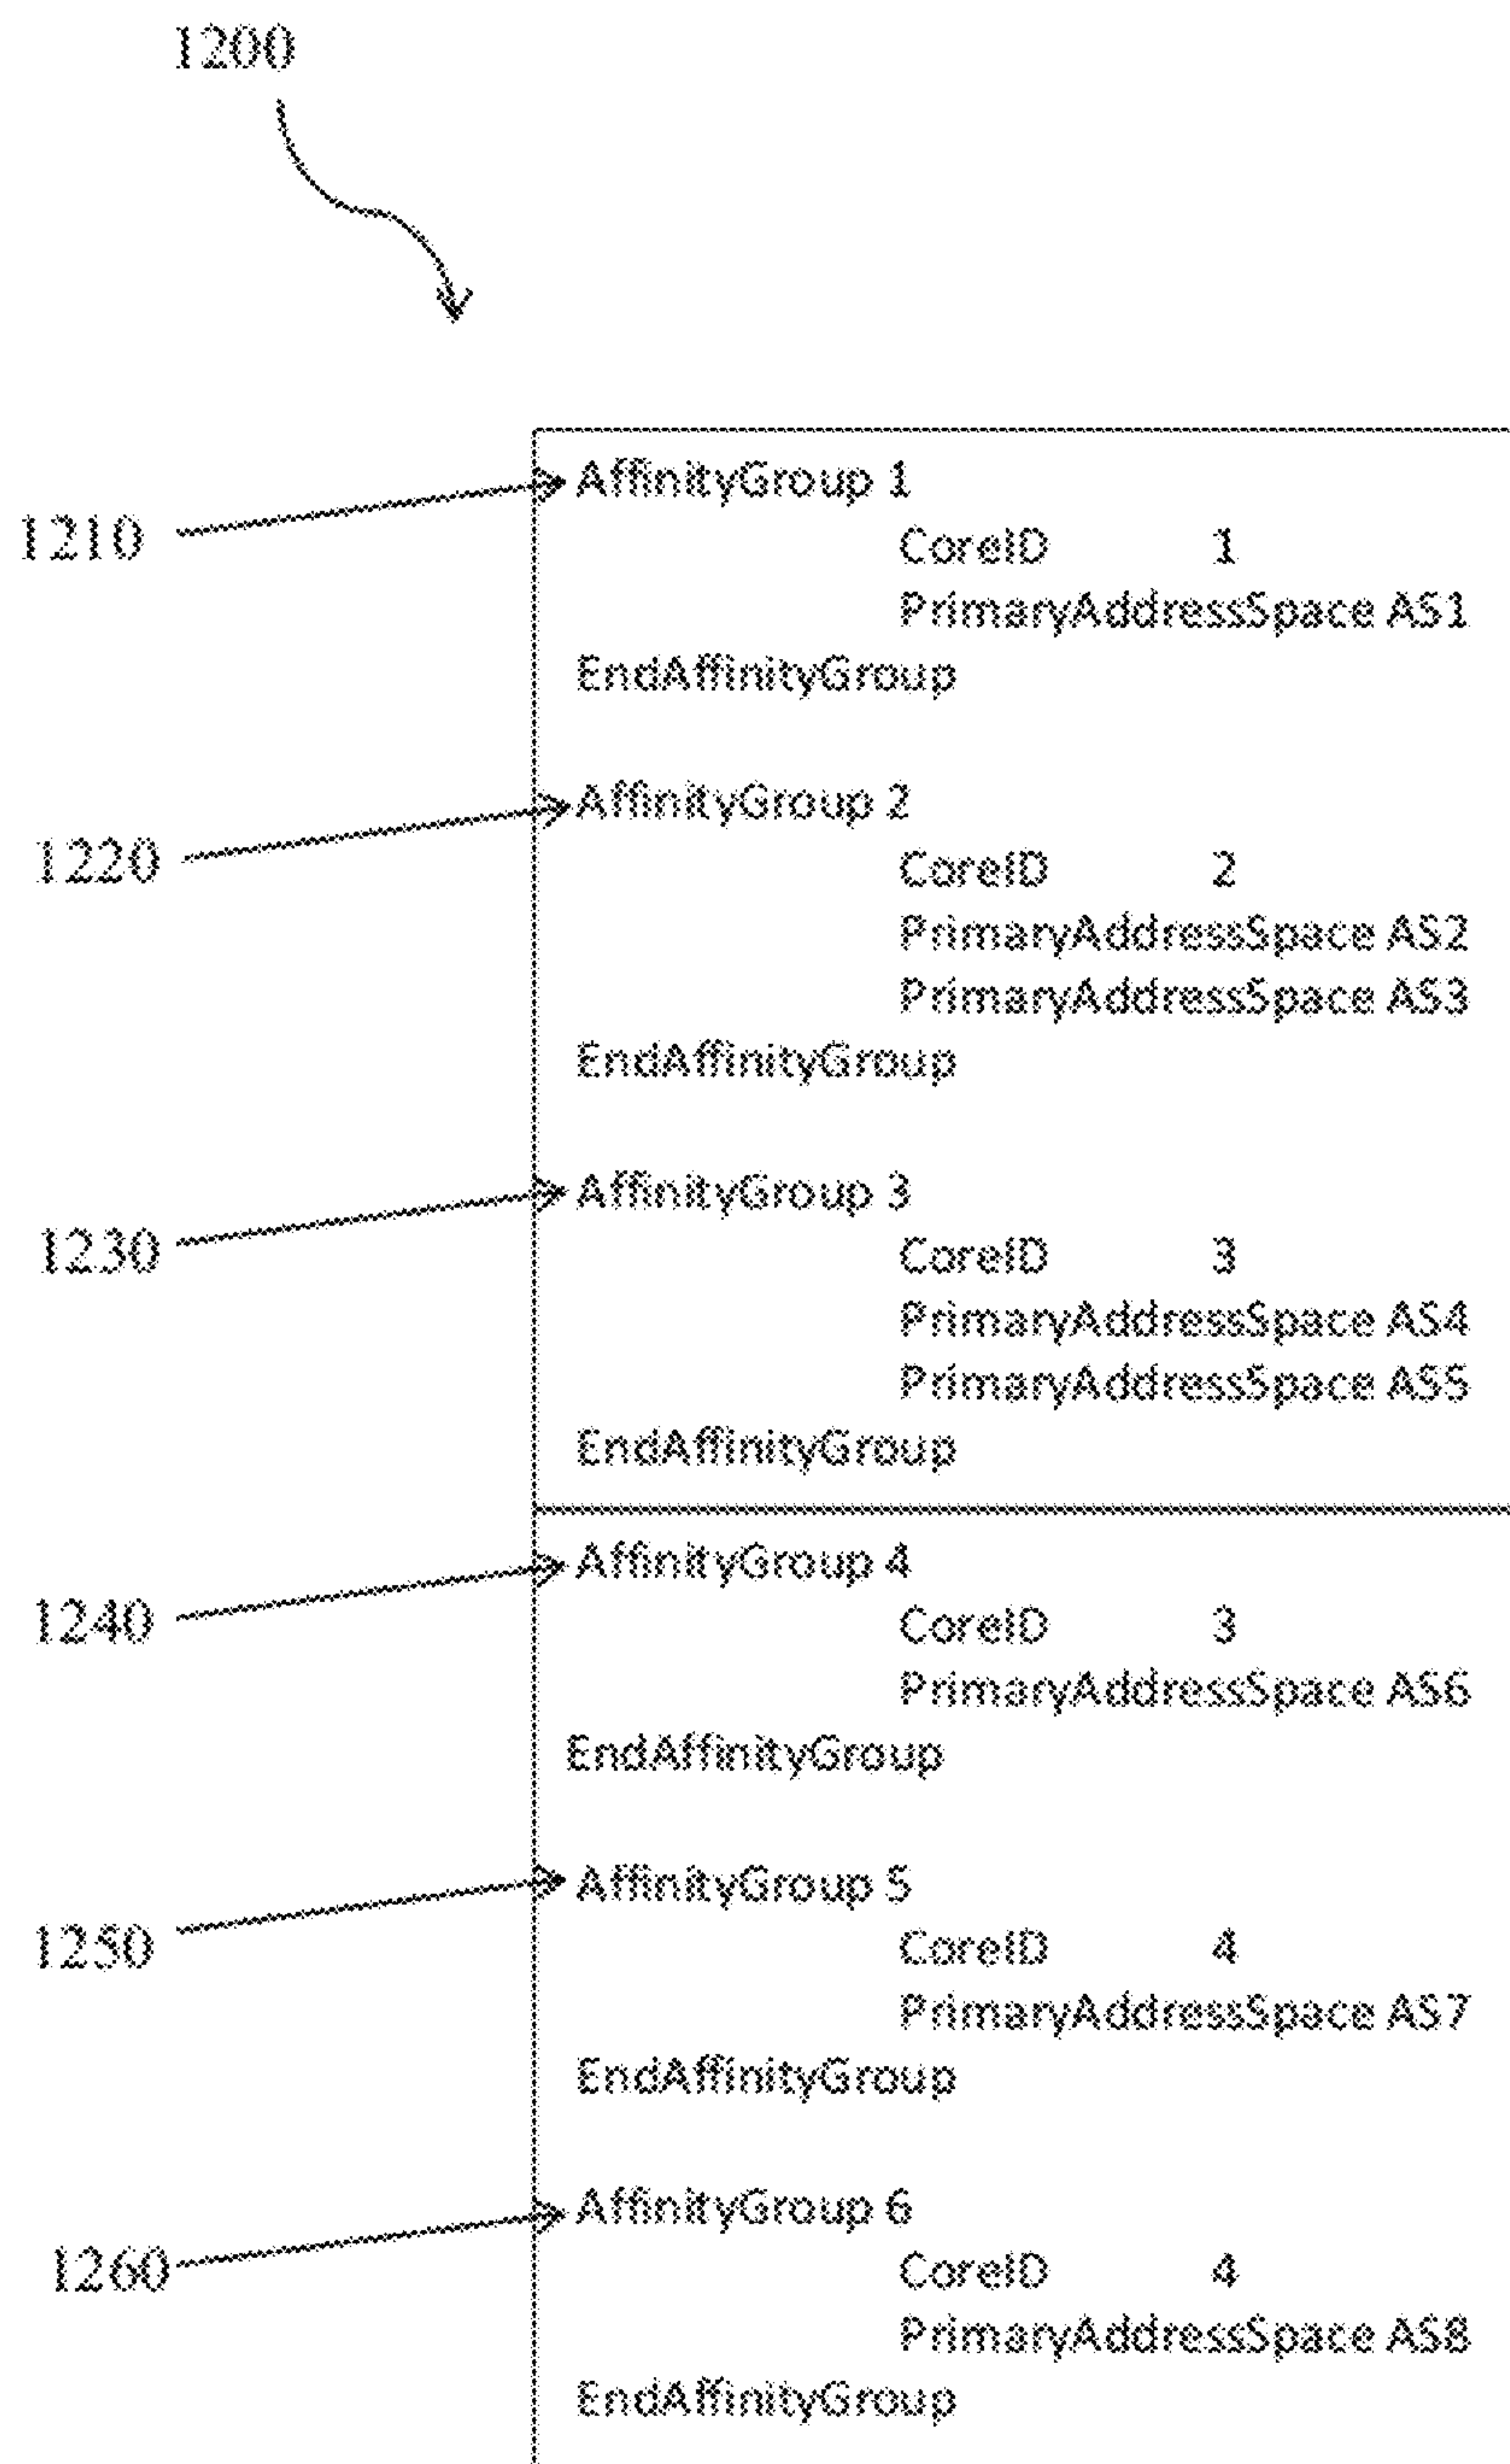 1200
AffinityGroup 1
1210
CoreID 1
PrimaryAddressSpace AS1
EndAffinityGroup
AffinityGroup 2
1220
CoreID 2
PrimaryAddressSpace AS2
PrimaryAddressSpace AS3
EndAffinityGroup
AffinityGroup 3
1230
CoreID 3
PrimaryAddressSpace AS4
PrimaryAddressSpace AS5
EndAffinityGroup
AffinityGroup 4
1240
CoreID 3
PrimaryAddressSpace AS6
EndAffinityGroup
AffinityGroup 5
1250
CoreID 4
PrimaryAddressSpace AS7
EndAffinityGroup
AffinityGroup 6
1260
CoreID 4
PrimaryAddressSpace AS8
EndAffinityGroup